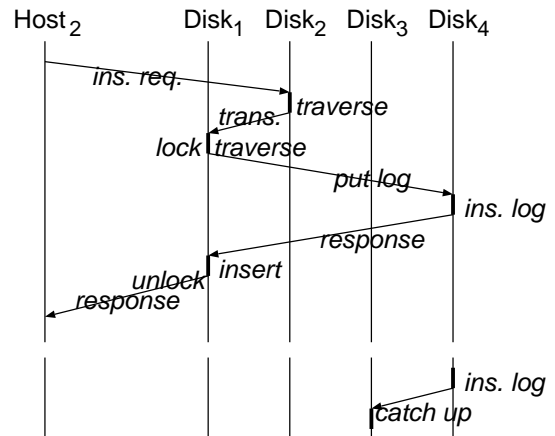 Host₂ Disk₁ Disk₂ Disk₃ Disk₄
ins. req.
traverse
trans.
lock traverse
put log
ins. log
response
insert
unlock
response
ins. log
catch up